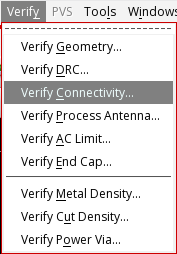 Verify PVS Tools Windows
Verify Geometry...
Verify DRC...
Verify Connectivity...
Verify Process Antenna...
Verify AC Limit...
Verify End Cap...
Verify Metal Density...
Verify Cut Density...
Verify Power Via...